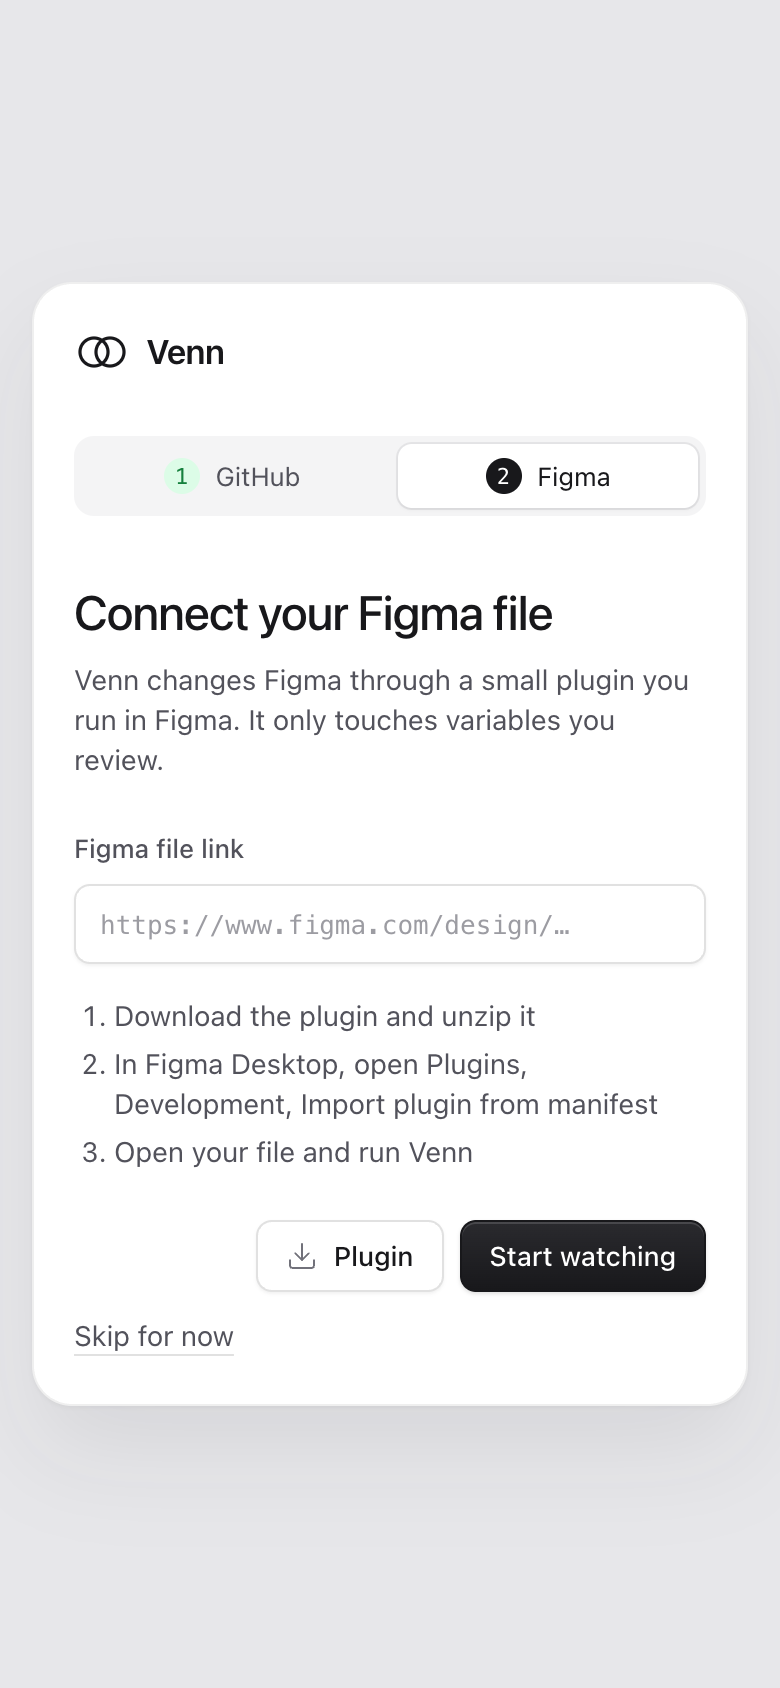 Venn
1 GitHub
2 Figma
Connect your Figma file
Venn changes Figma through a small plugin you
run in Figma. It only touches variables you
review.
Figma file link
https://www.figma.com/design/…
1. Download the plugin and unzip it
2. In Figma Desktop, open Plugins,
Development, Import plugin from manifest
3. Open your file and run Venn
Plugin
Start watching
Skip for now